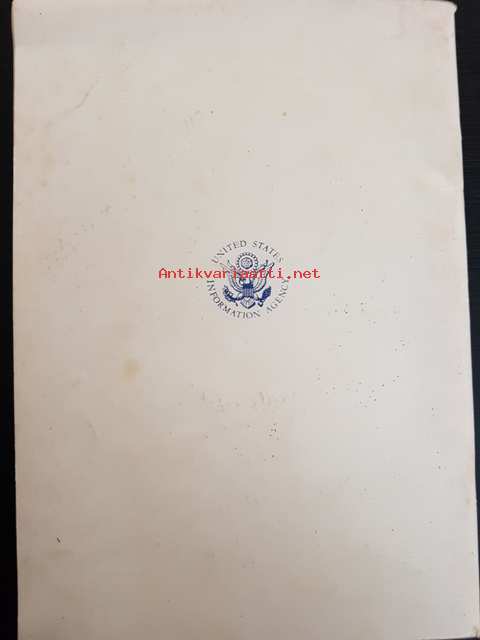 UNITED STATES
Antikvariaatti.net
INFORMATION AGENCY